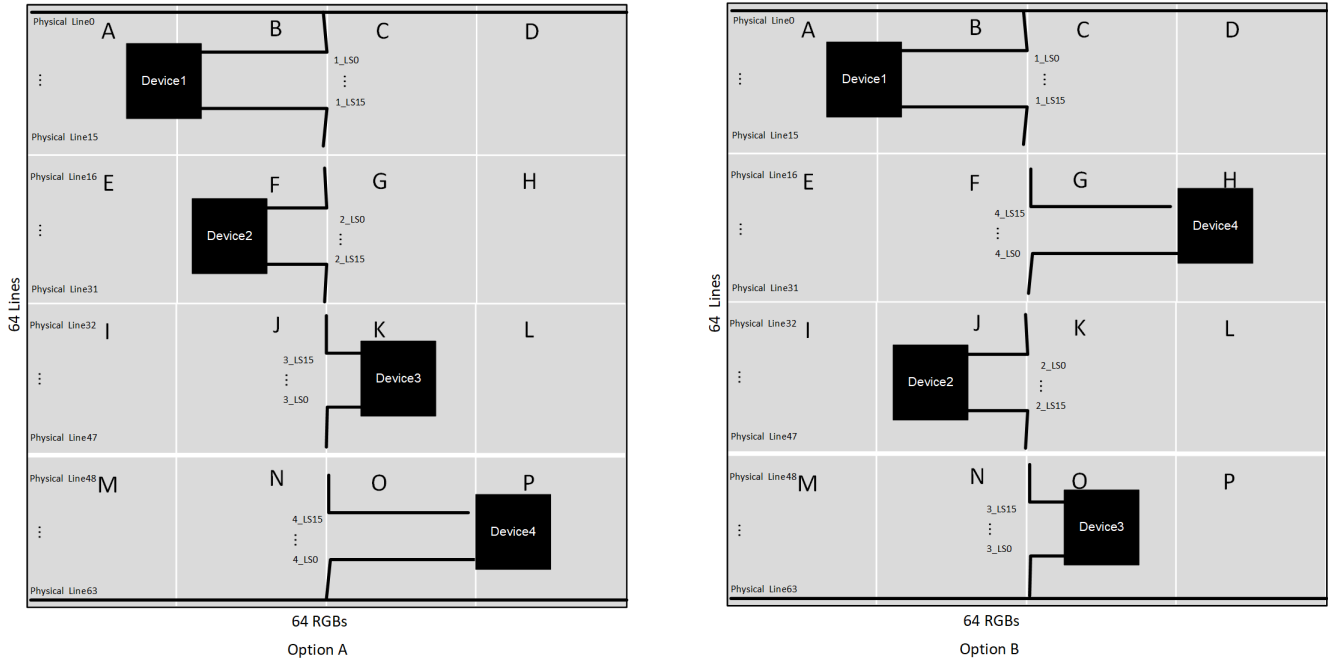 Physical Line0
A
B
C
D
Device1
1_LS0
1_LS15
Physical Line15
Physical Line16
E
F
G
H
Device2
2_LS0
2_LS15
Physical Line31
Physical Line32
I
J
K
L
3_LS15
Device3
3_LS0
Physical Line47
Physical Line48
M
N
O
P
4_LS15
Device4
4_LS0
Physical Line63
64 Lines
64 RGBs
Option A
Physical Line0
A
B
C
D
Device1
1_LS0
1_LS15
Physical Line15
Physical Line16
E
F
G
H
4_LS15
Device4
4_LS0
Physical Line31
Physical Line32
I
J
K
L
2_LS0
Device2
2_LS15
Physical Line47
Physical Line48
M
N
O
P
3_LS15
Device3
3_LS0
Physical Line63
64 Lines
64 RGBs
Option B